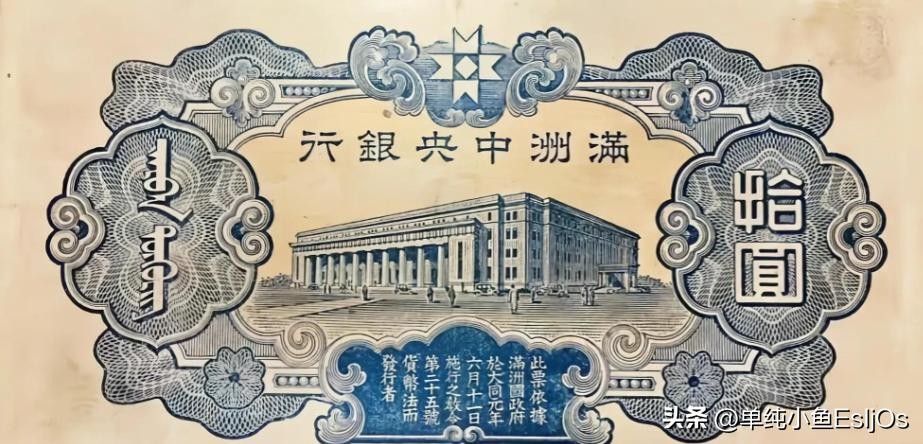 滿洲中央銀行
拾圓
此票依據
滿洲國政府
於大同元年
六月十一日
施行之敎令
第二十五號
貨幣法而
發行者
头条 @单纯小鱼EsIjOs